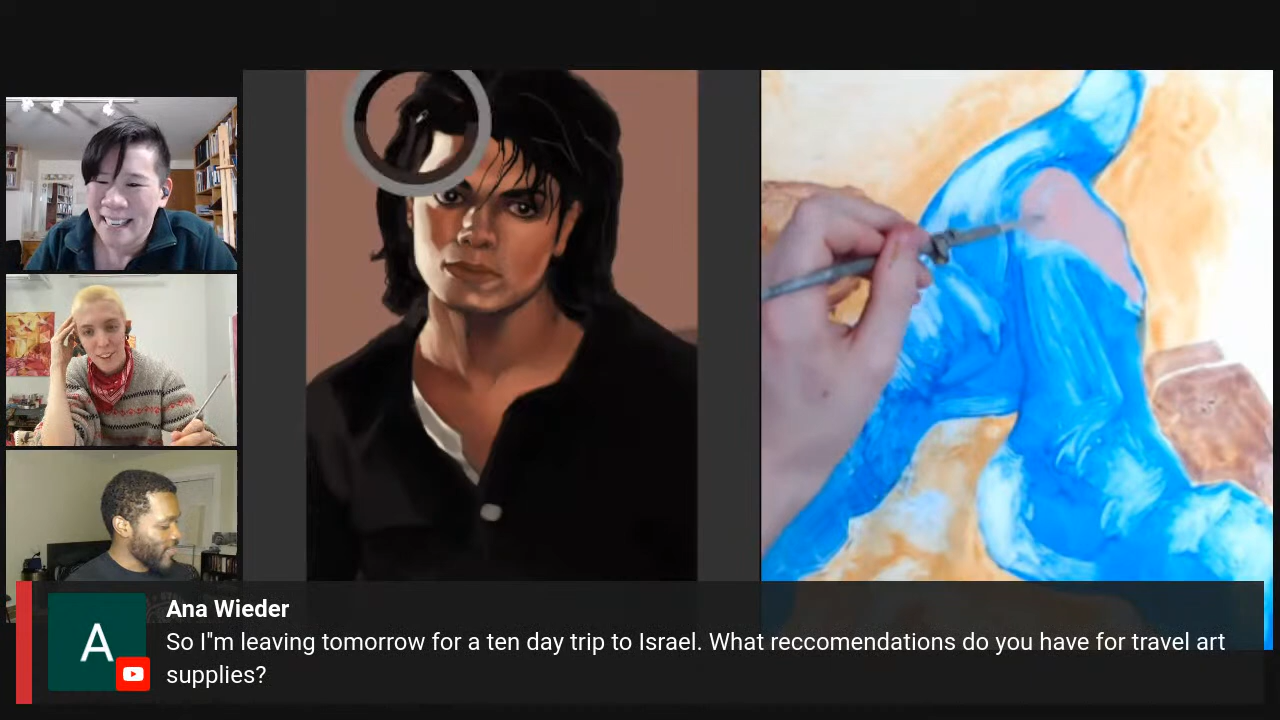 Ana Wieder
A
So I"m leaving tomorrow for a ten day trip to Israel. What reccomendations do you have for travel art
supplies?